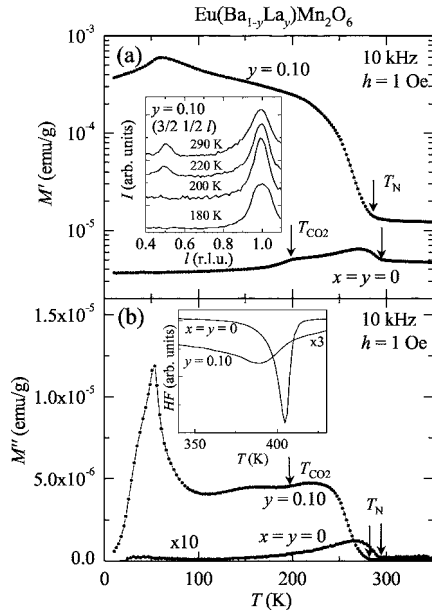 Eu(Ba1-yLay)Mn2O6
(a)
10 kHz
h = 1 Oe
y = 0.10
y = 0.10
(3/2 1/2 l)
290 K
220 K
200 K
180 K
I (arb. units)
0.4 0.6 0.8 1.0
l (r.l.u.)
TN
TCO2
x = y = 0
M' (emu/g)
10-3
10-4
10-5
10-6
(b)
10 kHz
h = 1 Oe
x = y = 0
y = 0.10
x3
HF (arb. units)
350 400
T (K)
TCO2
y = 0.10
TN
x10
x = y = 0
M'' (emu/g)
1.5x10-5
1.0x10-5
5.0x10-6
0.0
0 100 200 300
T (K)